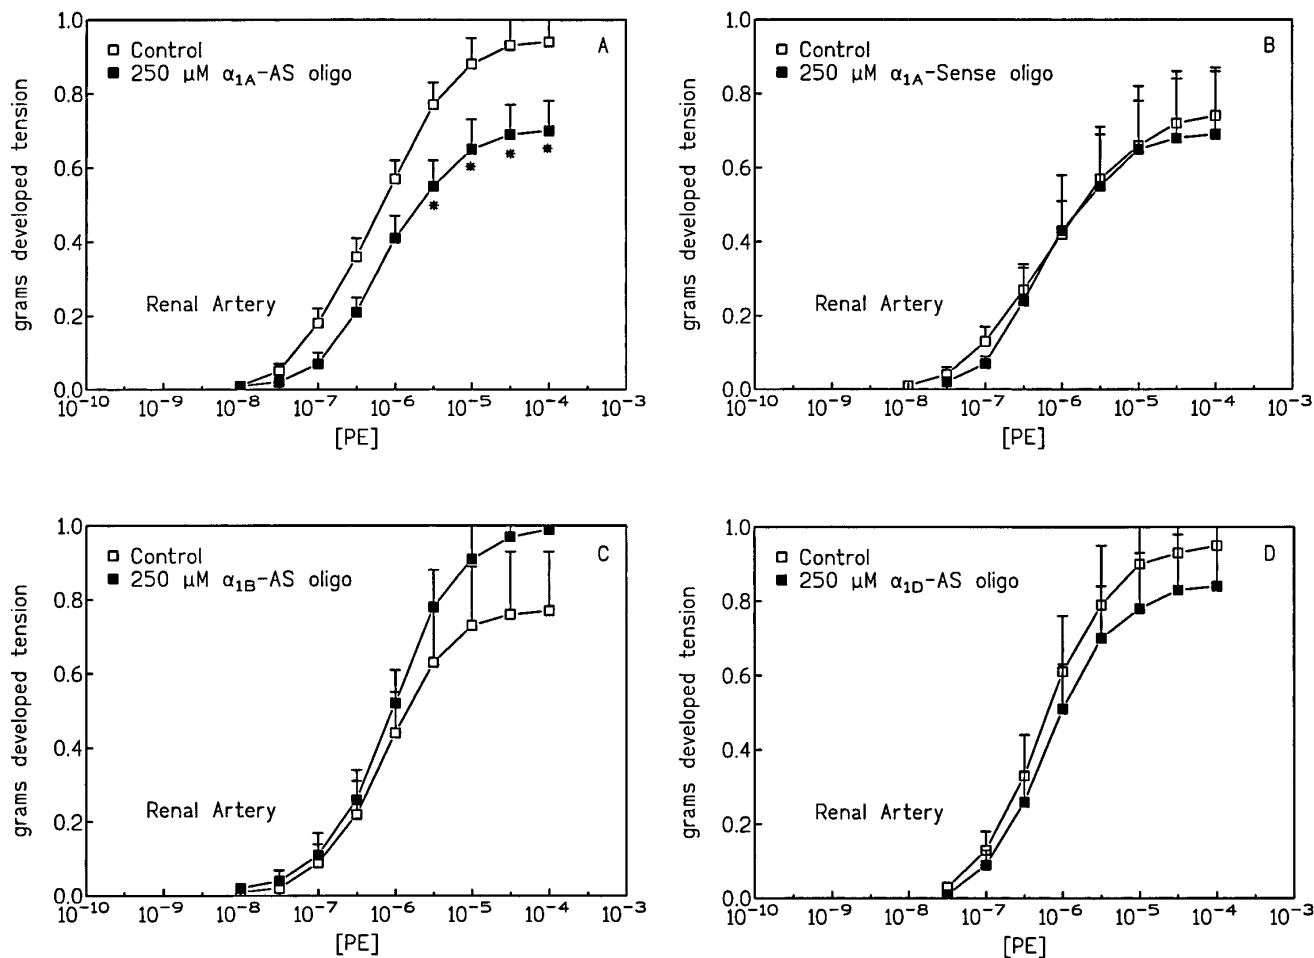 A
□ Control
■ 250 μM α1A-AS oligo
grams developed tension
1.0
0.8
0.6
0.4
0.2
0.0
* * * *
Renal Artery
10⁻¹⁰ 10⁻⁹ 10⁻⁸ 10⁻⁷ 10⁻⁶ 10⁻⁵ 10⁻⁴ 10⁻³
[PE]
B
□ Control
■ 250 μM α1A-Sense oligo
grams developed tension
1.0
0.8
0.6
0.4
0.2
0.0
Renal Artery
10⁻¹⁰ 10⁻⁹ 10⁻⁸ 10⁻⁷ 10⁻⁶ 10⁻⁵ 10⁻⁴ 10⁻³
[PE]
C
□ Control
■ 250 μM α1B-AS oligo
grams developed tension
1.0
0.8
0.6
0.4
0.2
0.0
Renal Artery
10⁻¹⁰ 10⁻⁹ 10⁻⁸ 10⁻⁷ 10⁻⁶ 10⁻⁵ 10⁻⁴ 10⁻³
[PE]
D
□ Control
■ 250 μM α1D-AS oligo
grams developed tension
1.0
0.8
0.6
0.4
0.2
0.0
Renal Artery
10⁻¹⁰ 10⁻⁹ 10⁻⁸ 10⁻⁷ 10⁻⁶ 10⁻⁵ 10⁻⁴ 10⁻³
[PE]